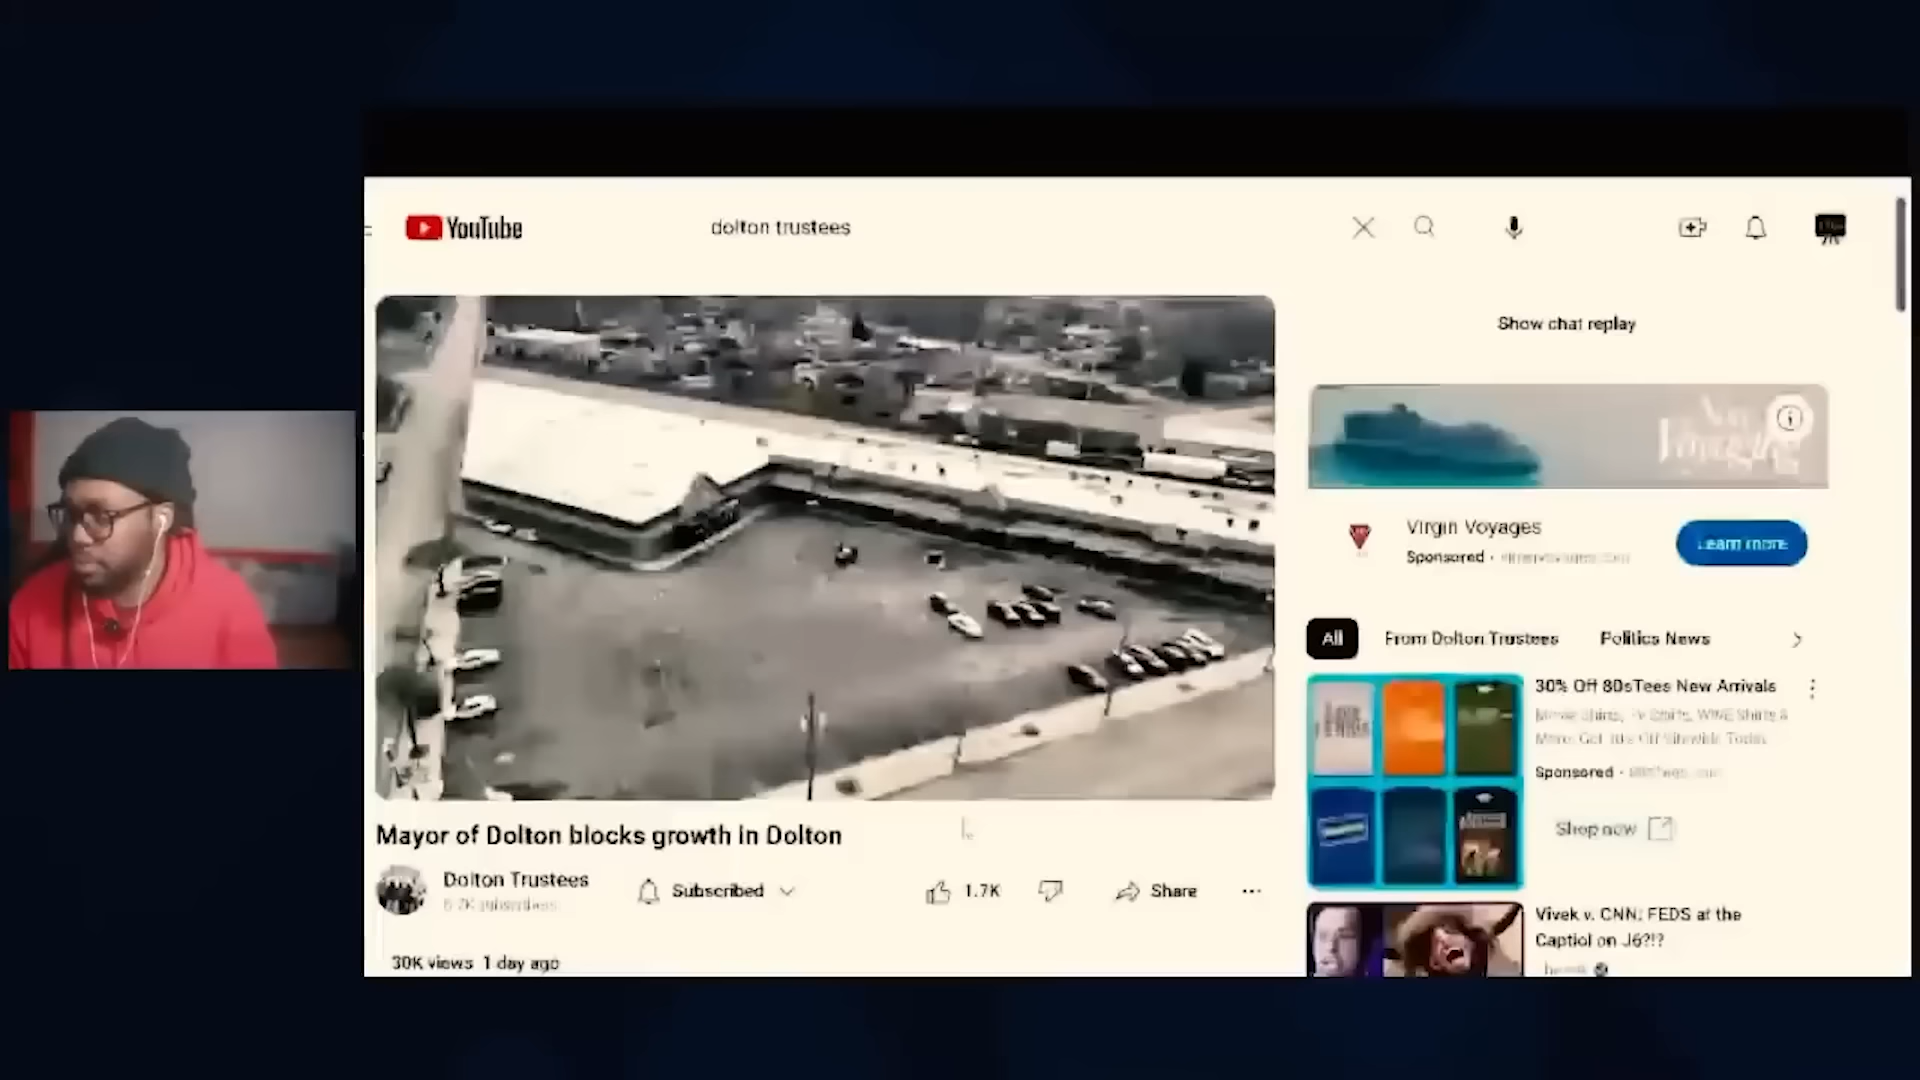 YouTube
dolton trustees
Show chat replay
Virgin Voyages
Sponsored
Learn more
All
From Dolton Trustees
Politics News
30% Off 80sTees New Arrivals
Sponsored
Shop now
Mayor of Dolton blocks growth in Dolton
Dolton Trustees
Subscribed
1.7K
Share
30K views 1 day ago
Vivek v. CNN; FEDS at the
Captiol on J6?!?